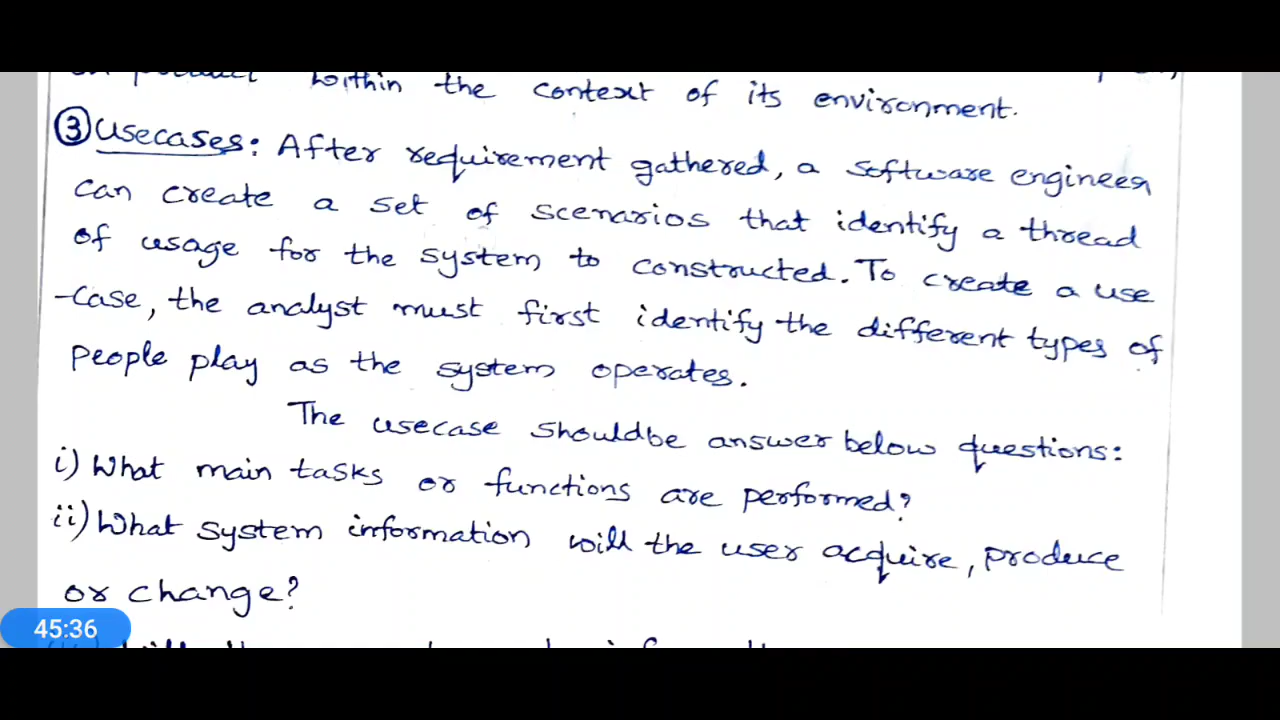 within the context of its environment.
③ Usecases: After requirement gathered, a software engineer
can create a set of scenarios that identify a thread
of usage for the system to constructed. To create a use
-case, the analyst must first identify the different types of
people play as the system operates.
The usecase shouldbe answer below questions:
i) What main tasks or functions are performed?
ii) What system information will the user acquire, produce
or change?
45:36